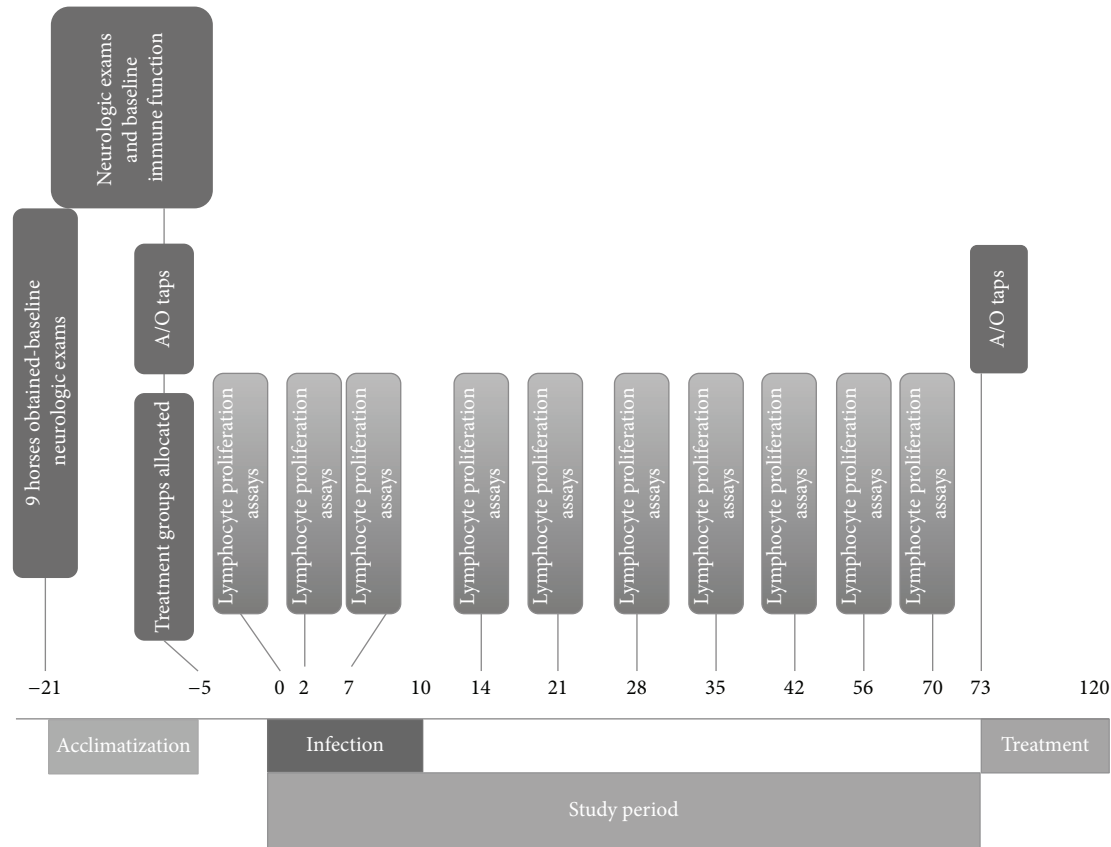 Neurologic exams
and baseline
immune function
9 horses obtained-baseline
neurologic exams
A/O taps
Treatment groups allocated
Lymphocyte proliferation
assays
Lymphocyte proliferation
assays
Lymphocyte proliferation
assays
Lymphocyte proliferation
assays
Lymphocyte proliferation
assays
Lymphocyte proliferation
assays
Lymphocyte proliferation
assays
Lymphocyte proliferation
assays
Lymphocyte proliferation
assays
Lymphocyte proliferation
assays
A/O taps
−21 −5 0 2 7 10 14 21 28 35 42 56 70 73 120
Acclimatization Infection Treatment
Study period